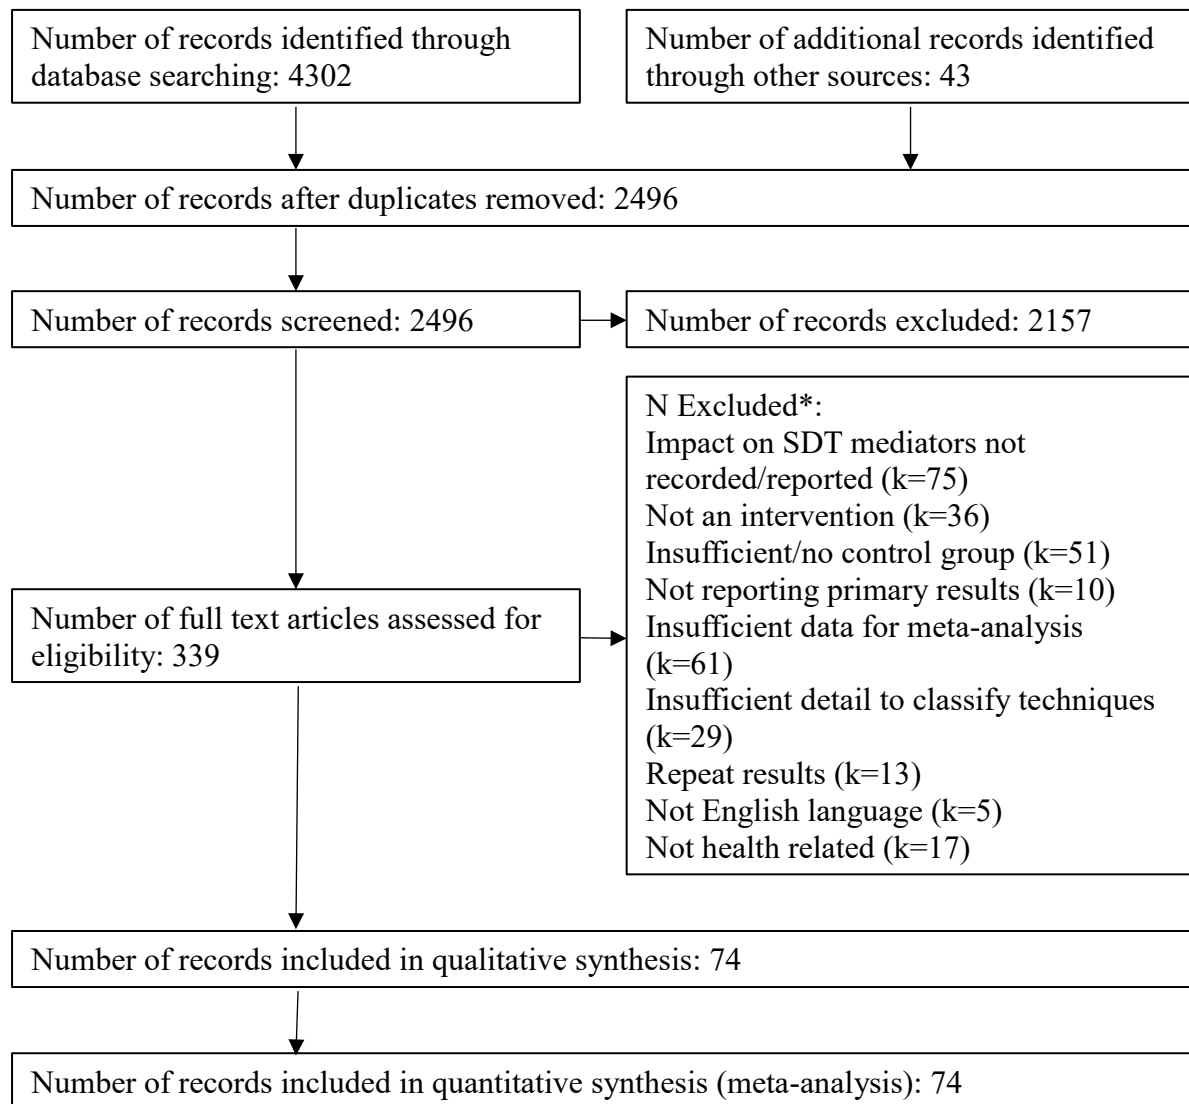 Number of records identified through
database searching: 4302
Number of additional records identified
through other sources: 43
Number of records after duplicates removed: 2496
Number of records screened: 2496
Number of records excluded: 2157
N Excluded*:
Impact on SDT mediators not
recorded/reported (k=75)
Not an intervention (k=36)
Insufficient/no control group (k=51)
Not reporting primary results (k=10)
Insufficient data for meta-analysis
(k=61)
Insufficient detail to classify techniques
(k=29)
Repeat results (k=13)
Not English language (k=5)
Not health related (k=17)
Number of full text articles assessed for
eligibility: 339
Number of records included in qualitative synthesis: 74
Number of records included in quantitative synthesis (meta-analysis): 74